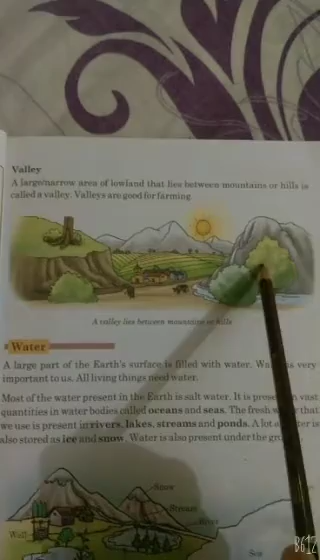 Valley
A large/narrow area of lowland that lies between mountains or hills is
called a valley. Valleys are good for farming.
A valley lies between mountains or hills
Water
A large part of the Earth's surface is filled with water. is very
important to us. All living things need water.
Most of the water present in the Earth is salt water. It is in vast
quantities in water bodies called oceans and seas. The fresh that
we use is present in rivers, lakes, streams and ponds. A lot is
also stored as ice and snow. Water is also present under the
Snow
Stream
River
Well
Sea
B612